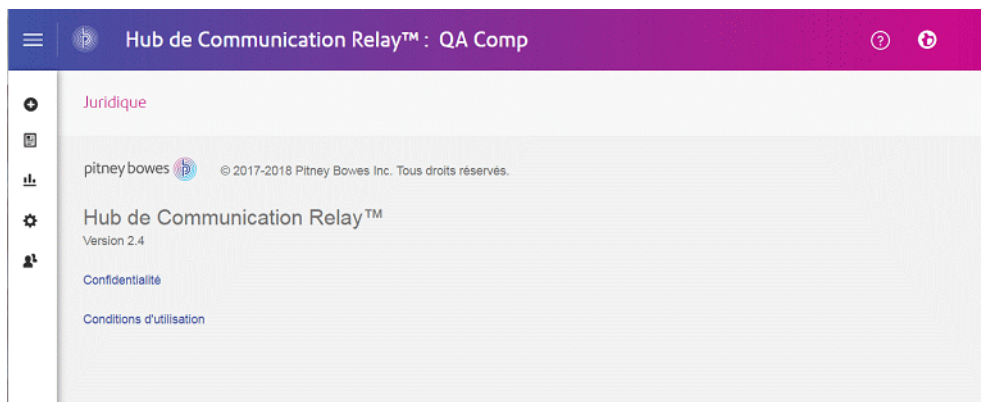 Hub de Communication Relay™ : QA Comp
Juridique
pitney bowes © 2017-2018 Pitney Bowes Inc. Tous droits réservés.
Hub de Communication Relay™
Version 2.4
Confidentialité
Conditions d'utilisation